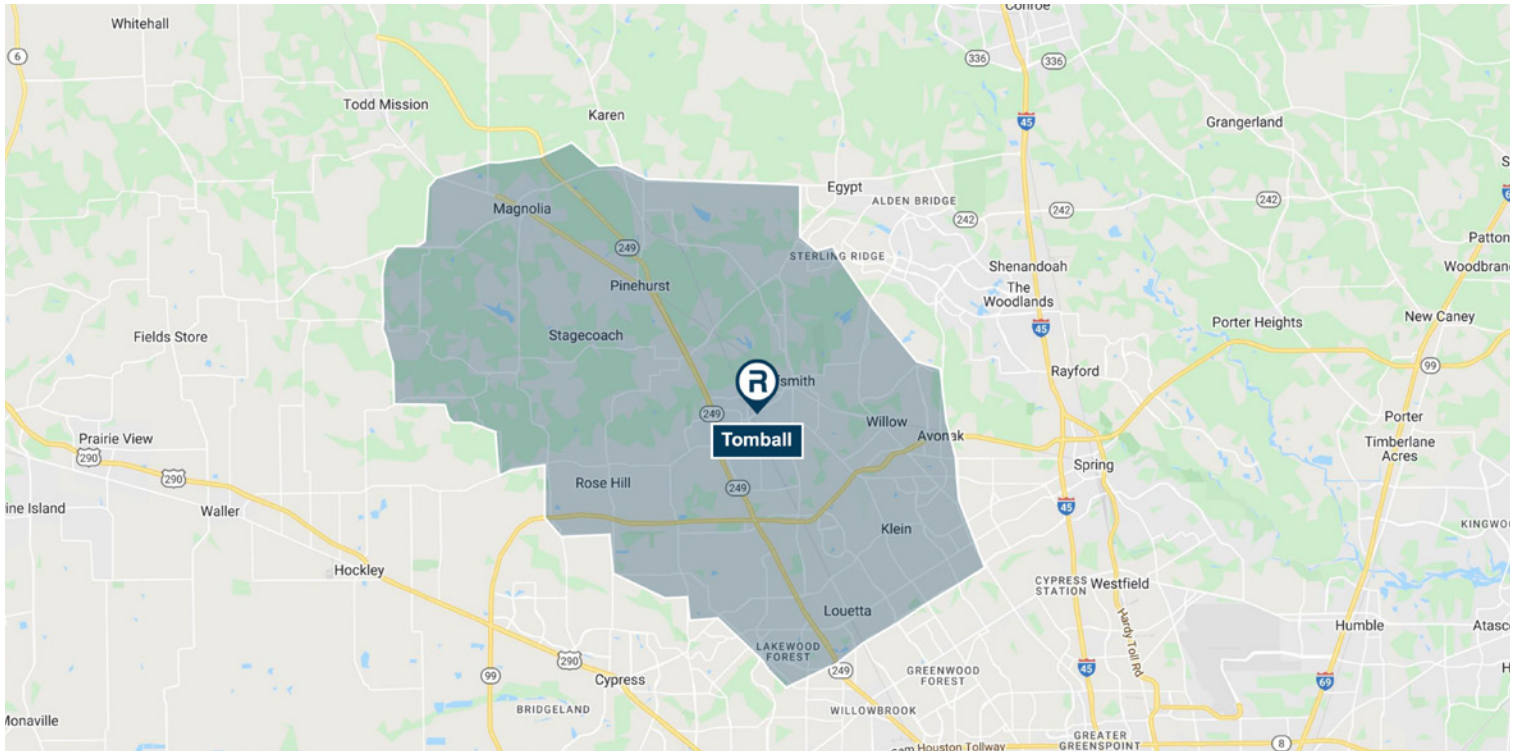 Whitehall
Conroe
6
336
336
Todd Mission
Karen
45
Grangerland
Egypt
ALDEN BRIDGE
242
242
242
Magnolia
249
STERLING RIDGE
Patton
Woodbran
Shenandoah
The
Woodlands
Pinehurst
Stagecoach
45
Porter Heights
New Caney
Fields Store
99
Rayford
R
smith
249
Willow
Tomball
Avonak
Porter
Timberlane
Acres
Prairie View
290
290
Spring
Rose Hill
249
45
ine Island
Waller
Klein
KINGWOO
Hockley
CYPRESS
STATION
Westfield
Louetta
Hardy Toll Rd
Humble
Atasc
LAKEWOOD
FOREST
249
290
GREENWOOD
FOREST
45
99
Cypress
69
BRIDGELAND
WILLOWBROOK
Monaville
GREATER
GREENSPOINT
Houston Tollway
8